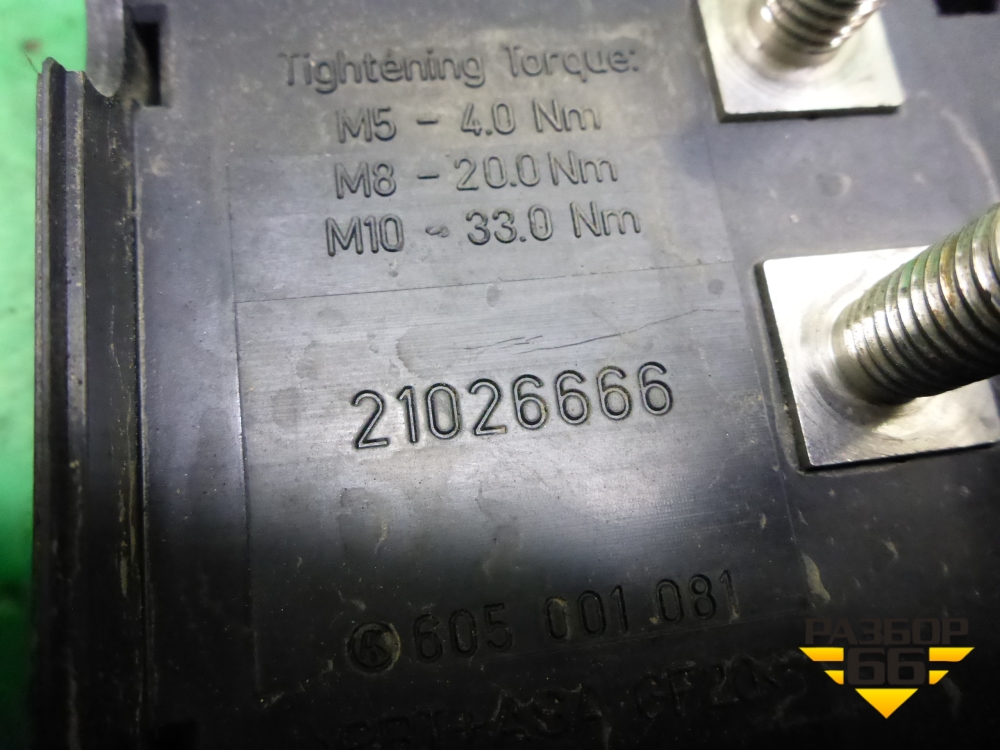 Tightening Torque:
M5 - 4.0 Nm
M8 - 20.0 Nm
M10 - 33.0 Nm
21026666
K 605 001 081
РАЗБОР
66